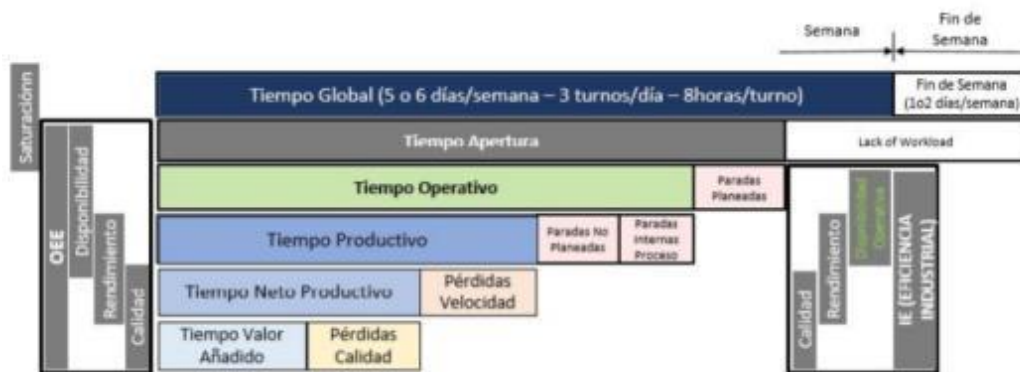 Semana
Fin de
Semana
Saturaciónn
Tiempo Global (5 o 6 días/semana – 3 turnos/día – 8horas/turno)
Fin de Semana
(1o2 días/semana)
Tiempo Apertura
Lack of Workload
OEE
Disponibilidad
Rendimiento
Calidad
Tiempo Operativo
Paradas
Planeadas
Tiempo Productivo
Paradas No
Planeadas
Paradas
Internas
Proceso
Tiempo Neto Productivo
Pérdidas
Velocidad
Tiempo Valor
Añadido
Pérdidas
Calidad
Calidad
Rendimiento
Disponibilidad
Operativa
IE (EFICIENCIA
INDUSTRIAL)